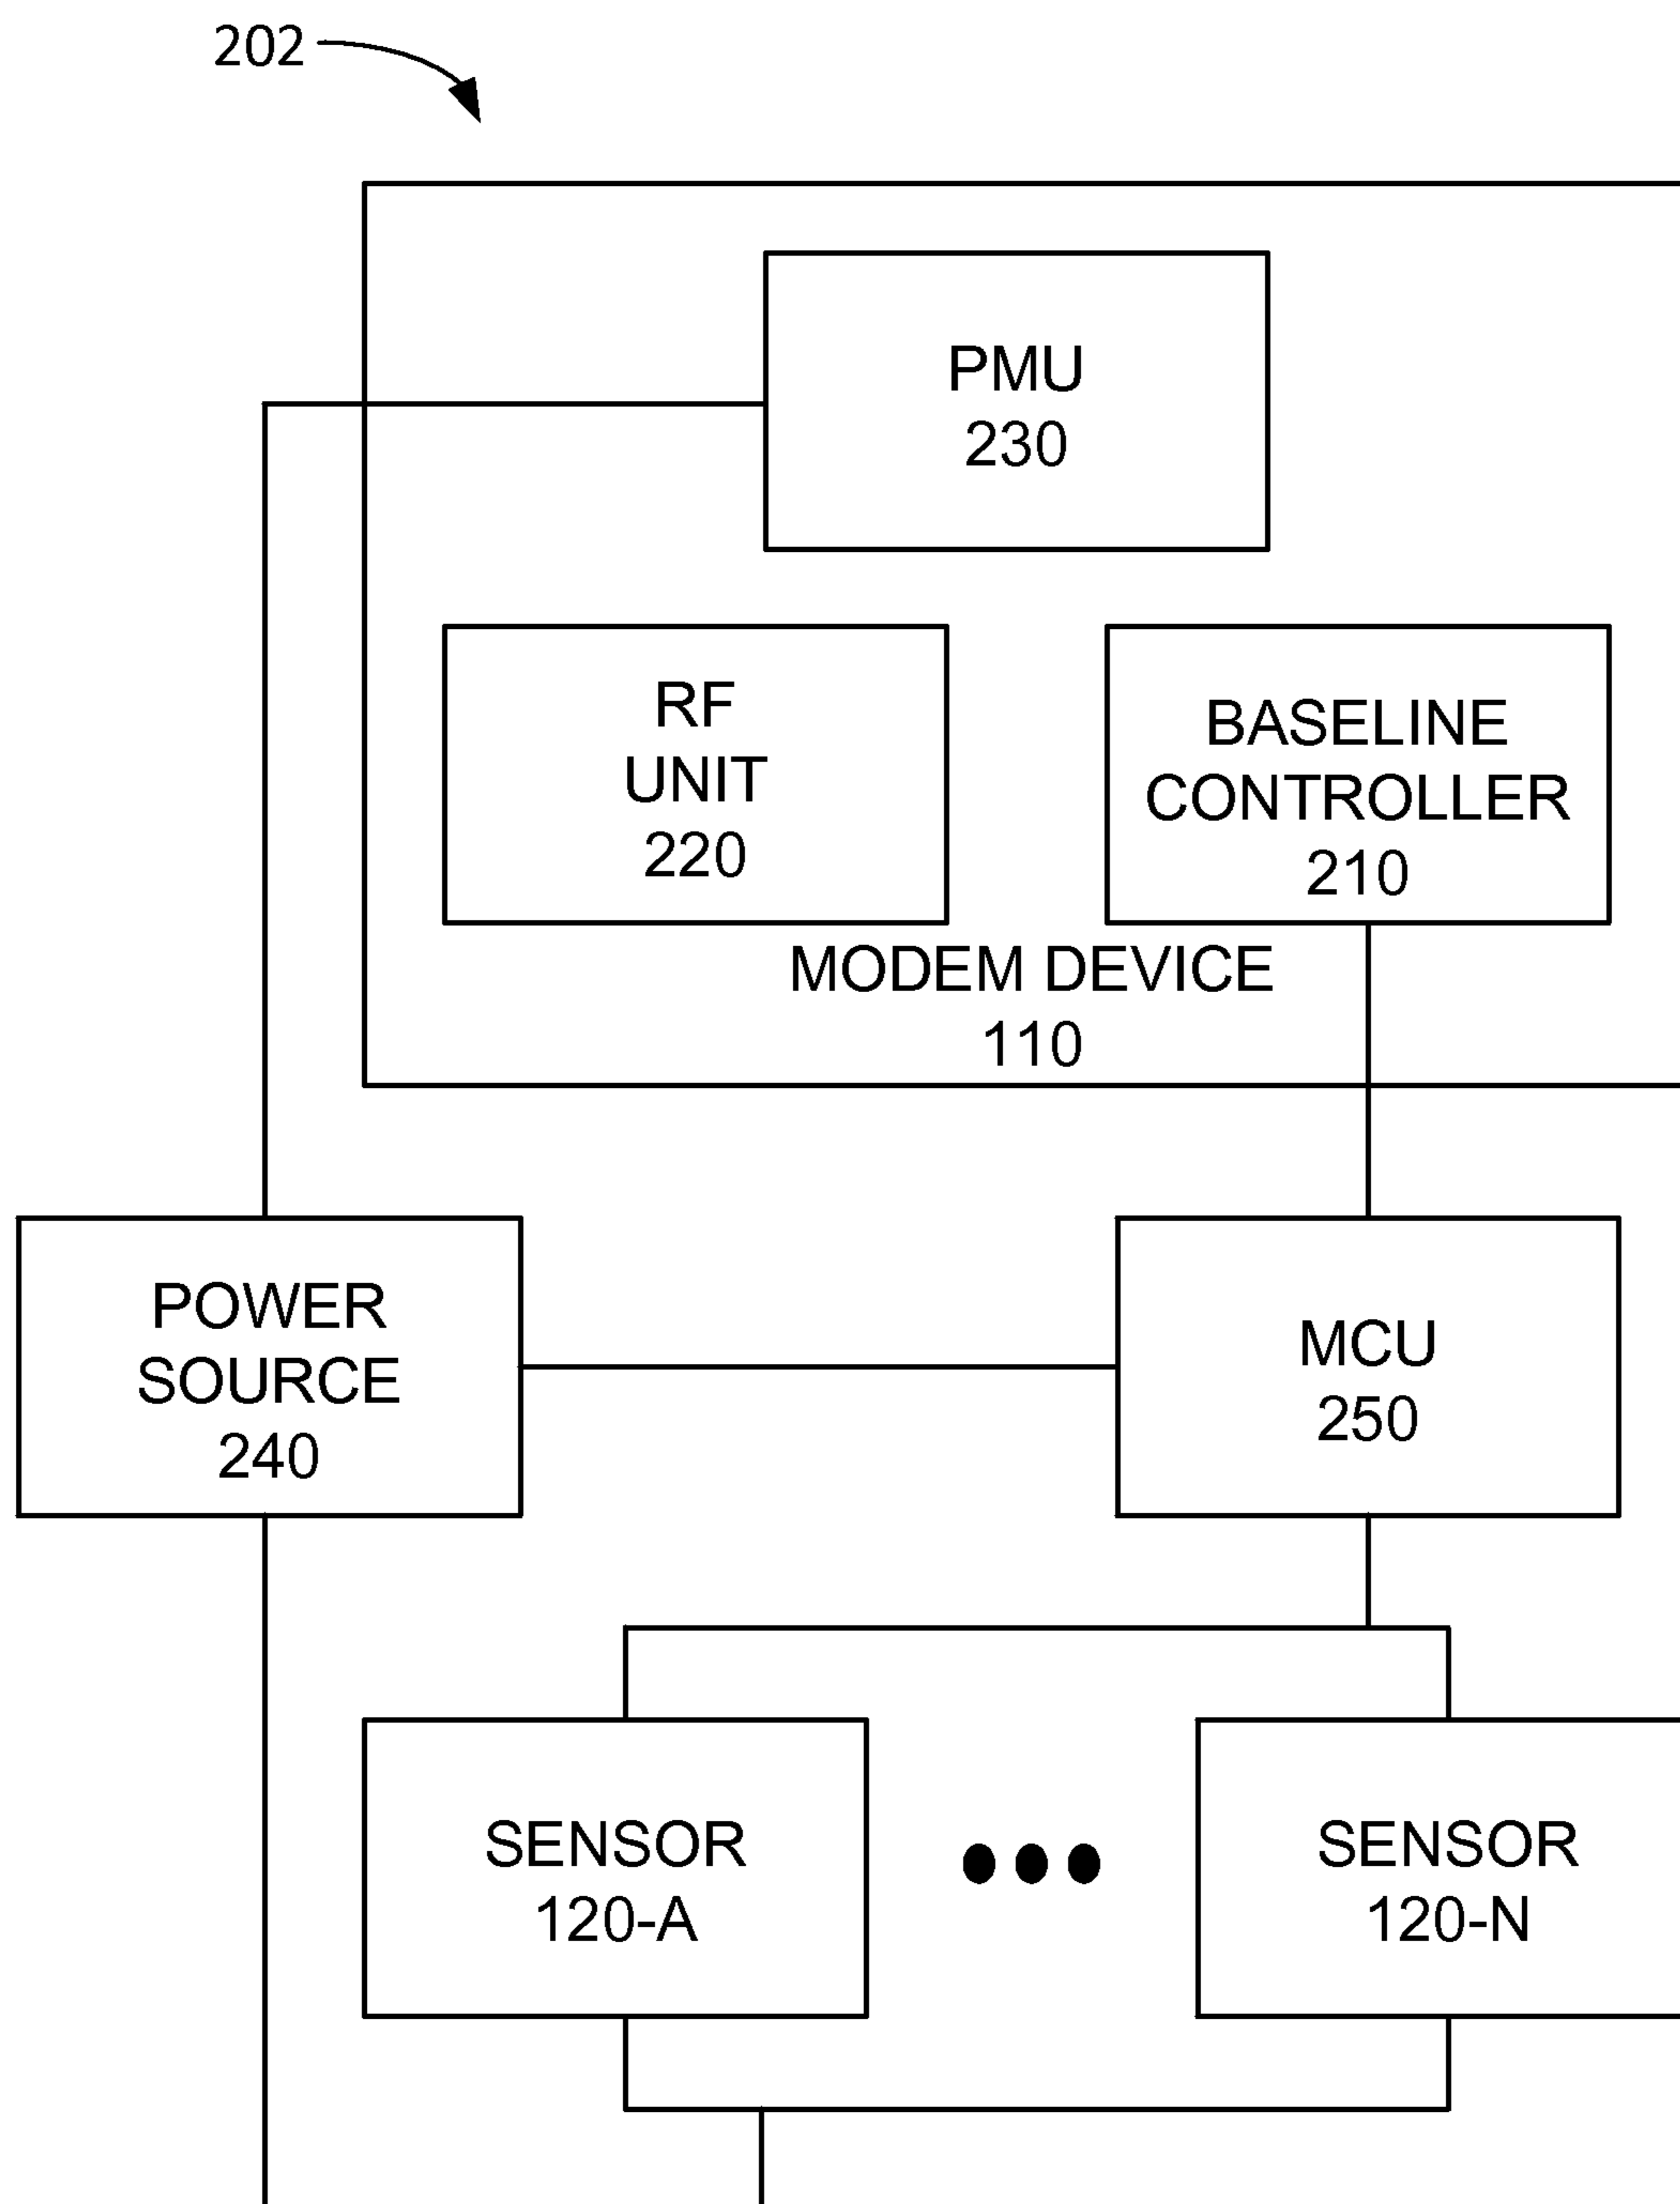 202
PMU
230
RF
UNIT
220
BASELINE
CONTROLLER
210
MODEM DEVICE
110
POWER
SOURCE
240
MCU
250
SENSOR
120-A
SENSOR
120-N